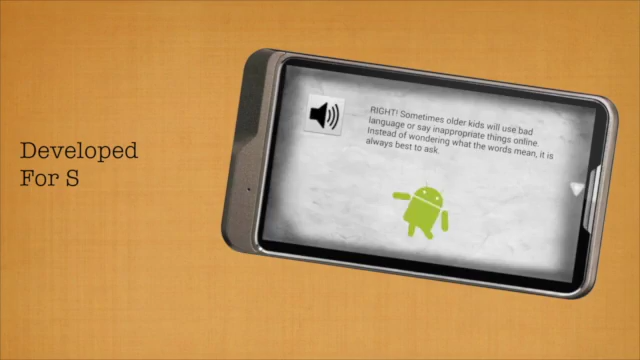 Developed
For S
RIGHT! Sometimes older kids will use bad
language or say inappropriate things online.
Instead of wondering what the words mean, it is
always best to ask.